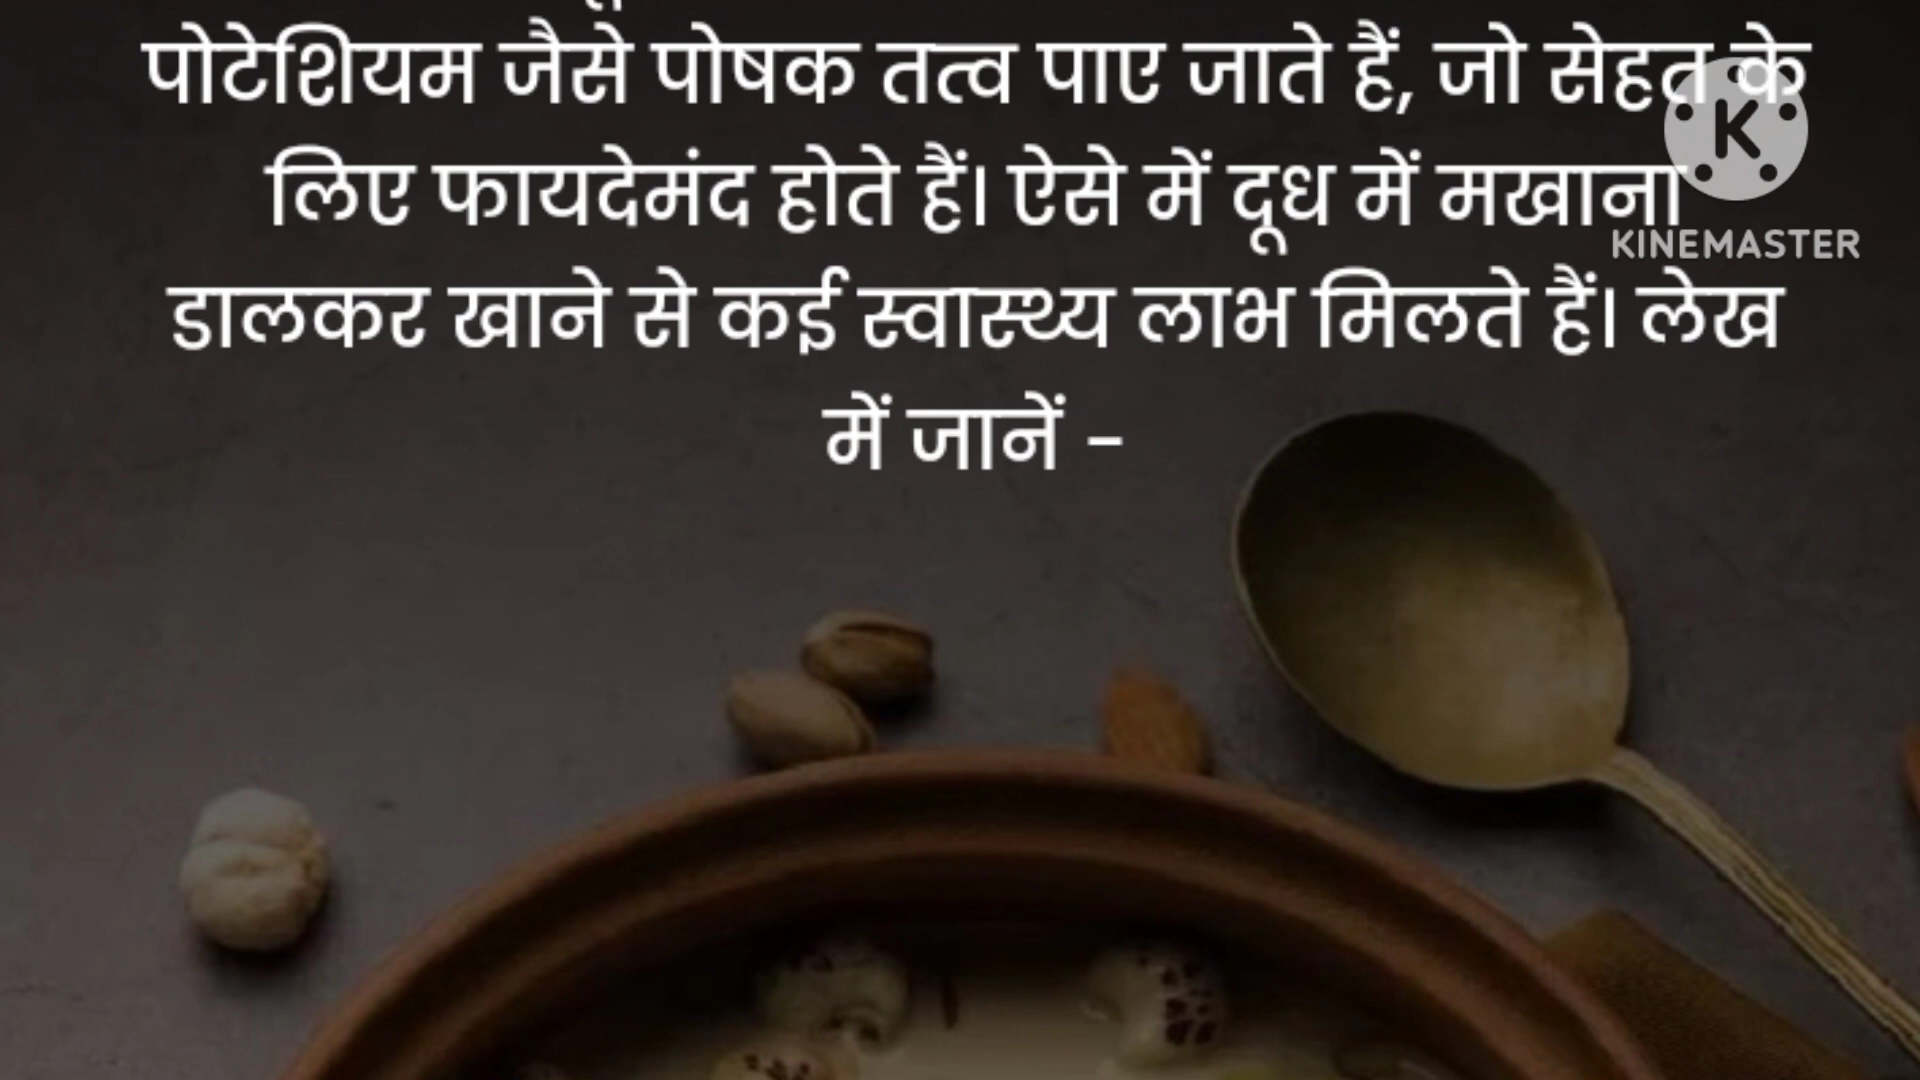 पोटेशियम जैसे पोषक तत्व पाए जाते हैं, जो सेहत के
लिए फायदेमंद होते हैं। ऐसे में दूध में मखाना
डालकर खाने से कई स्वास्थ्य लाभ मिलते हैं। लेख
में जानें -
K
KINEMASTER